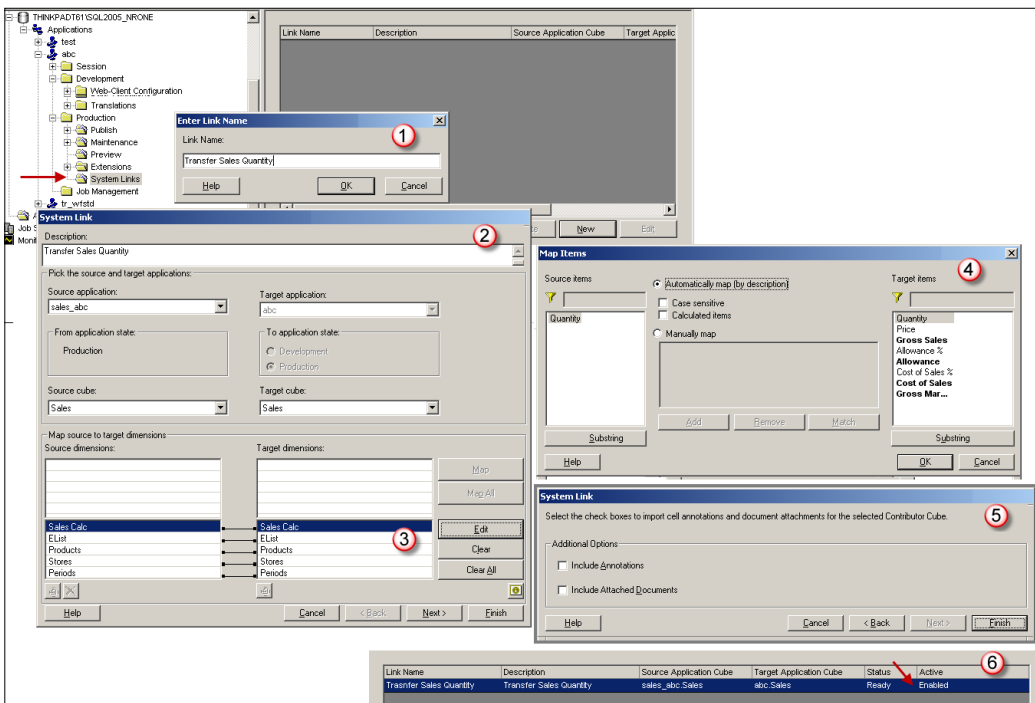 THINKPADT61\SQL2005_NRONE
Applications
test
abc
Session
Development
Web-Client Configuration
Translations
Production
Publish
Maintenance
Preview
Extensions
System Links
Job Management
tr_wfstd
Link Name Description Source Application Cube Target Applic
New Edit
Enter Link Name
1
Link Name:
Transfer Sales Quantity
Help OK Cancel
System Link
2
Description:
Transfer Sales Quantity
Pick the source and target applications:
Source application: Target application:
sales_abc abc
From application state: To application state:
Production
Development
Production
Source cube: Target cube:
Sales Sales
Map source to target dimensions
Source dimensions: Target dimensions:
Map
Map All
Sales Calc Sales Calc
EList EList
Products Products
Stores Stores
Periods Periods
3
Edit
Clear
Clear All
Help Cancel < Back Next > Finish
Map Items
4
Source items Target items
Automatically map (by description)
Case sensitive
Calculated items
Manually map
Quantity
Quantity
Price
Gross Sales
Allowance %
Allowance
Cost of Sales %
Cost of Sales
Gross Mar...
Add Remove Match
Substring Substring
Help OK Cancel
System Link
5
Select the check boxes to import cell annotations and document attachments for the selected Contributor Cube.
Additional Options
Include Annotations
Include Attached Documents
Help Cancel < Back Next > Finish
6
Link Name Description Source Application Cube Target Application Cube Status Active
Trasnfer Sales Quantity Transfer Sales Quantity sales_abc.Sales abc.Sales Ready Enabled